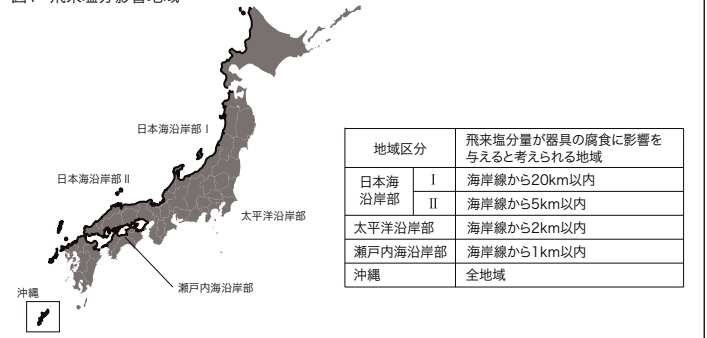 日本海沿岸部Ⅰ
日本海沿岸部Ⅱ
太平洋沿岸部
瀬戸内海沿岸部
沖縄
地域区分
飛来塩分量が器具の腐食に影響を
与えると考えられる地域
日本海
沿岸部
Ⅰ
海岸線から20km以内
Ⅱ
海岸線から5km以内
太平洋沿岸部
海岸線から2km以内
瀬戸内海沿岸部
海岸線から1km以内
沖縄
全地域